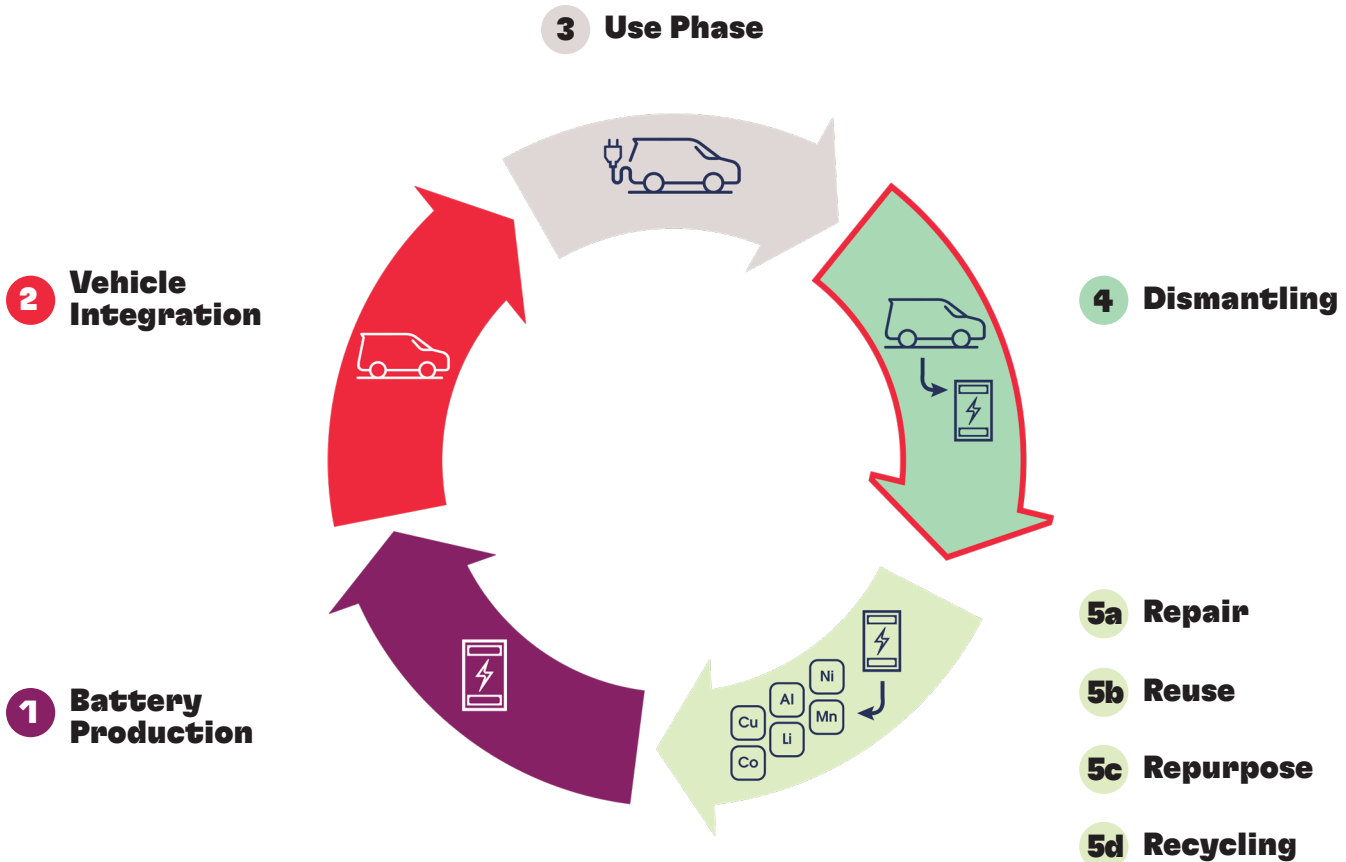 3 Use Phase
2 Vehicle
Integration
4 Dismantling
5a Repair
Ni
Al
Mn
Cu
Li
Co
5b Reuse
1 Battery
Production
5c Repurpose
5d Recycling